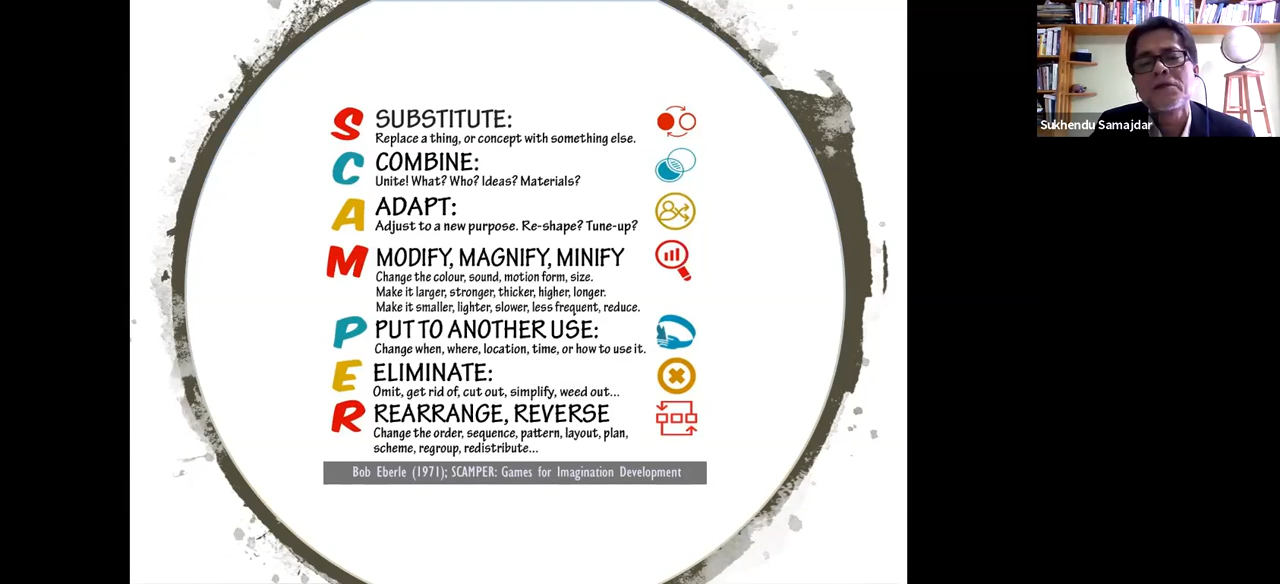 S SUBSTITUTE:
Replace a thing, or concept with something else.
C COMBINE:
Unite! What? Who? Ideas? Materials?
A ADAPT:
Adjust to a new purpose. Re-shape? Tune-up?
M MODIFY, MAGNIFY, MINIFY
Change the colour, sound, motion form, size.
Make it larger, stronger, thicker, higher, longer.
Make it smaller, lighter, slower, less frequent, reduce.
P PUT TO ANOTHER USE:
Change when, where, location, time, or how to use it.
E ELIMINATE:
Omit, get rid of, cut out, simplify, weed out...
R REARRANGE, REVERSE
Change the order, sequence, pattern, layout, plan,
scheme, regroup, redistribute...
Bob Eberle (1971); SCAMPER: Games for Imagination Development
Sukhendu Samajdar